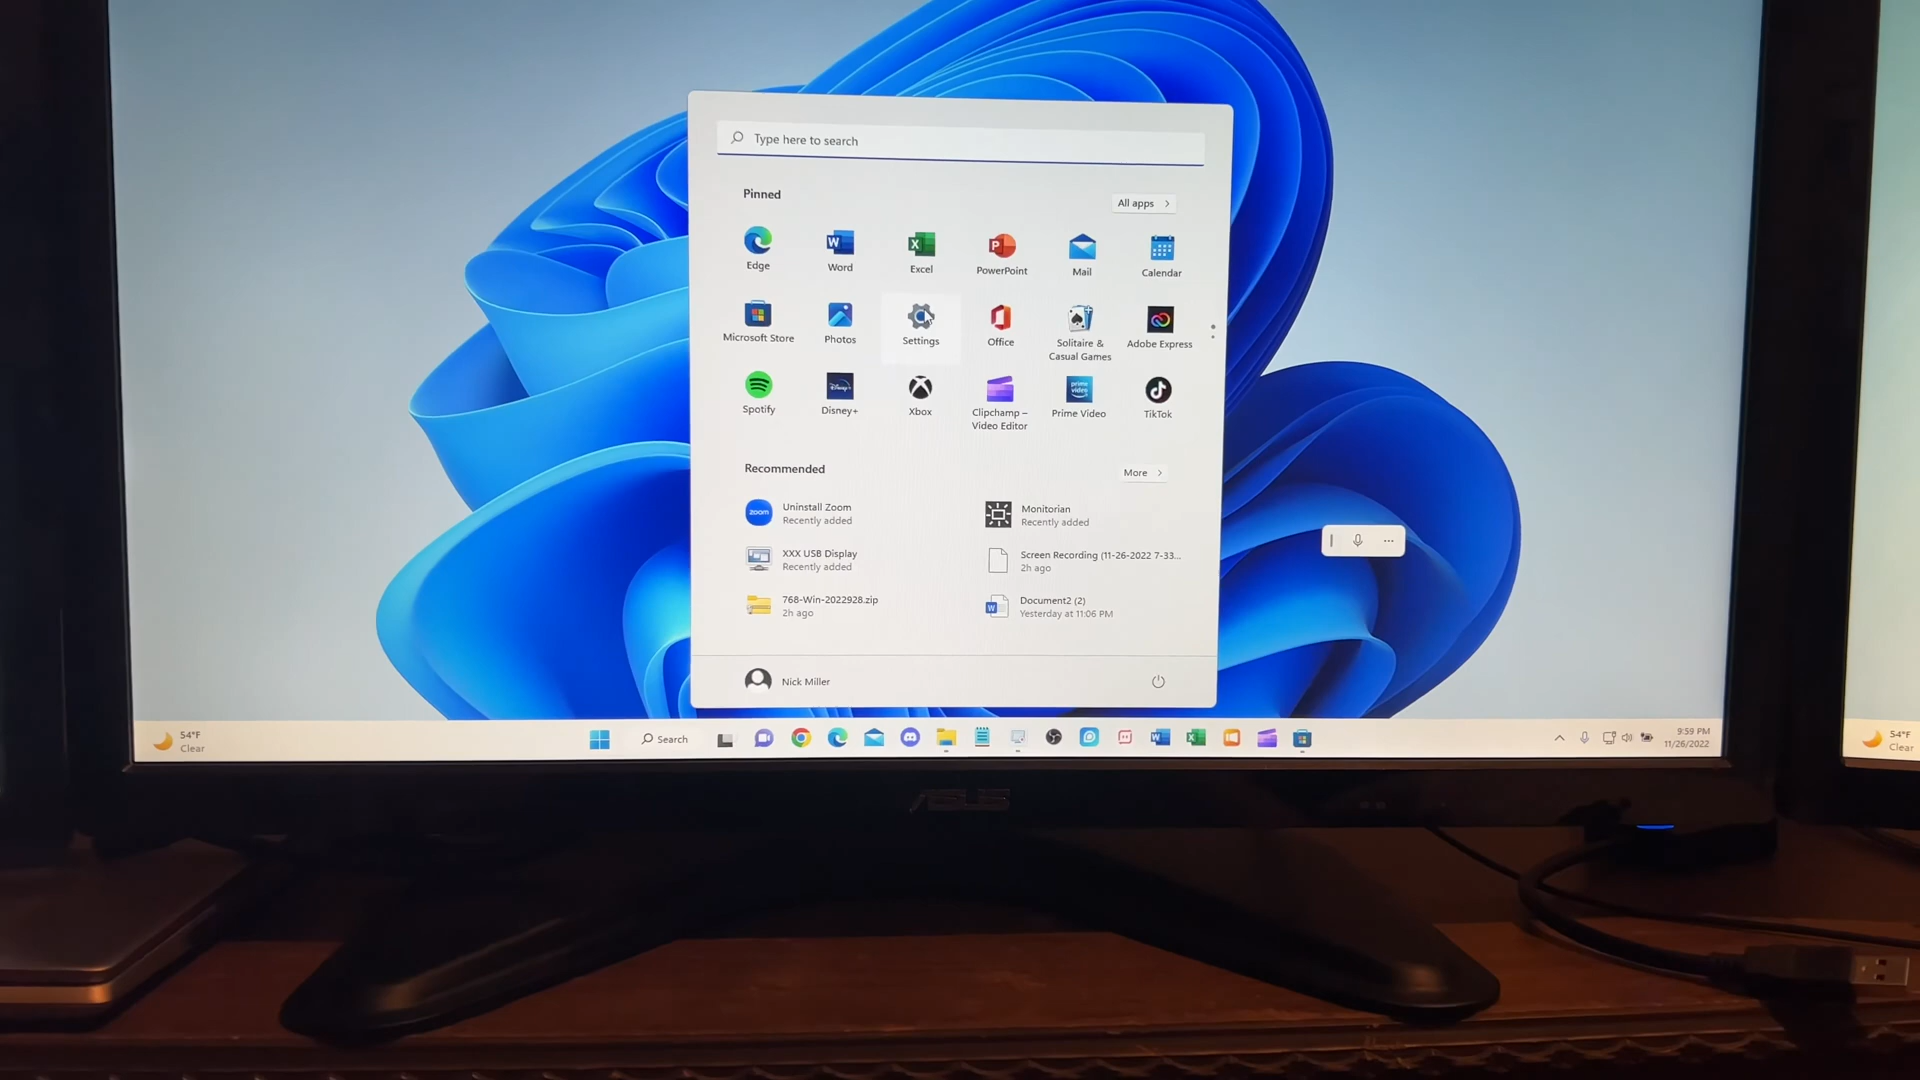 Type here to search
Pinned
All apps
Edge
Word
Excel
PowerPoint
Mail
Calendar
Microsoft Store
Photos
Settings
Office
Solitaire &
Casual Games
Adobe Express
Spotify
Disney+
Xbox
Clipchamp –
Video Editor
prime
video
Prime Video
TikTok
Recommended
More
zoom
Uninstall Zoom
Recently added
Monitorian
Recently added
XXX USB Display
Recently added
Screen Recording (11-26-2022 7-33...
2h ago
768-Win-2022928.zip
2h ago
Document2 (2)
Yesterday at 11:06 PM
Nick Miller
54°F
Clear
Search
9:59 PM
11/26/2022
54°F
Clear
ASUS